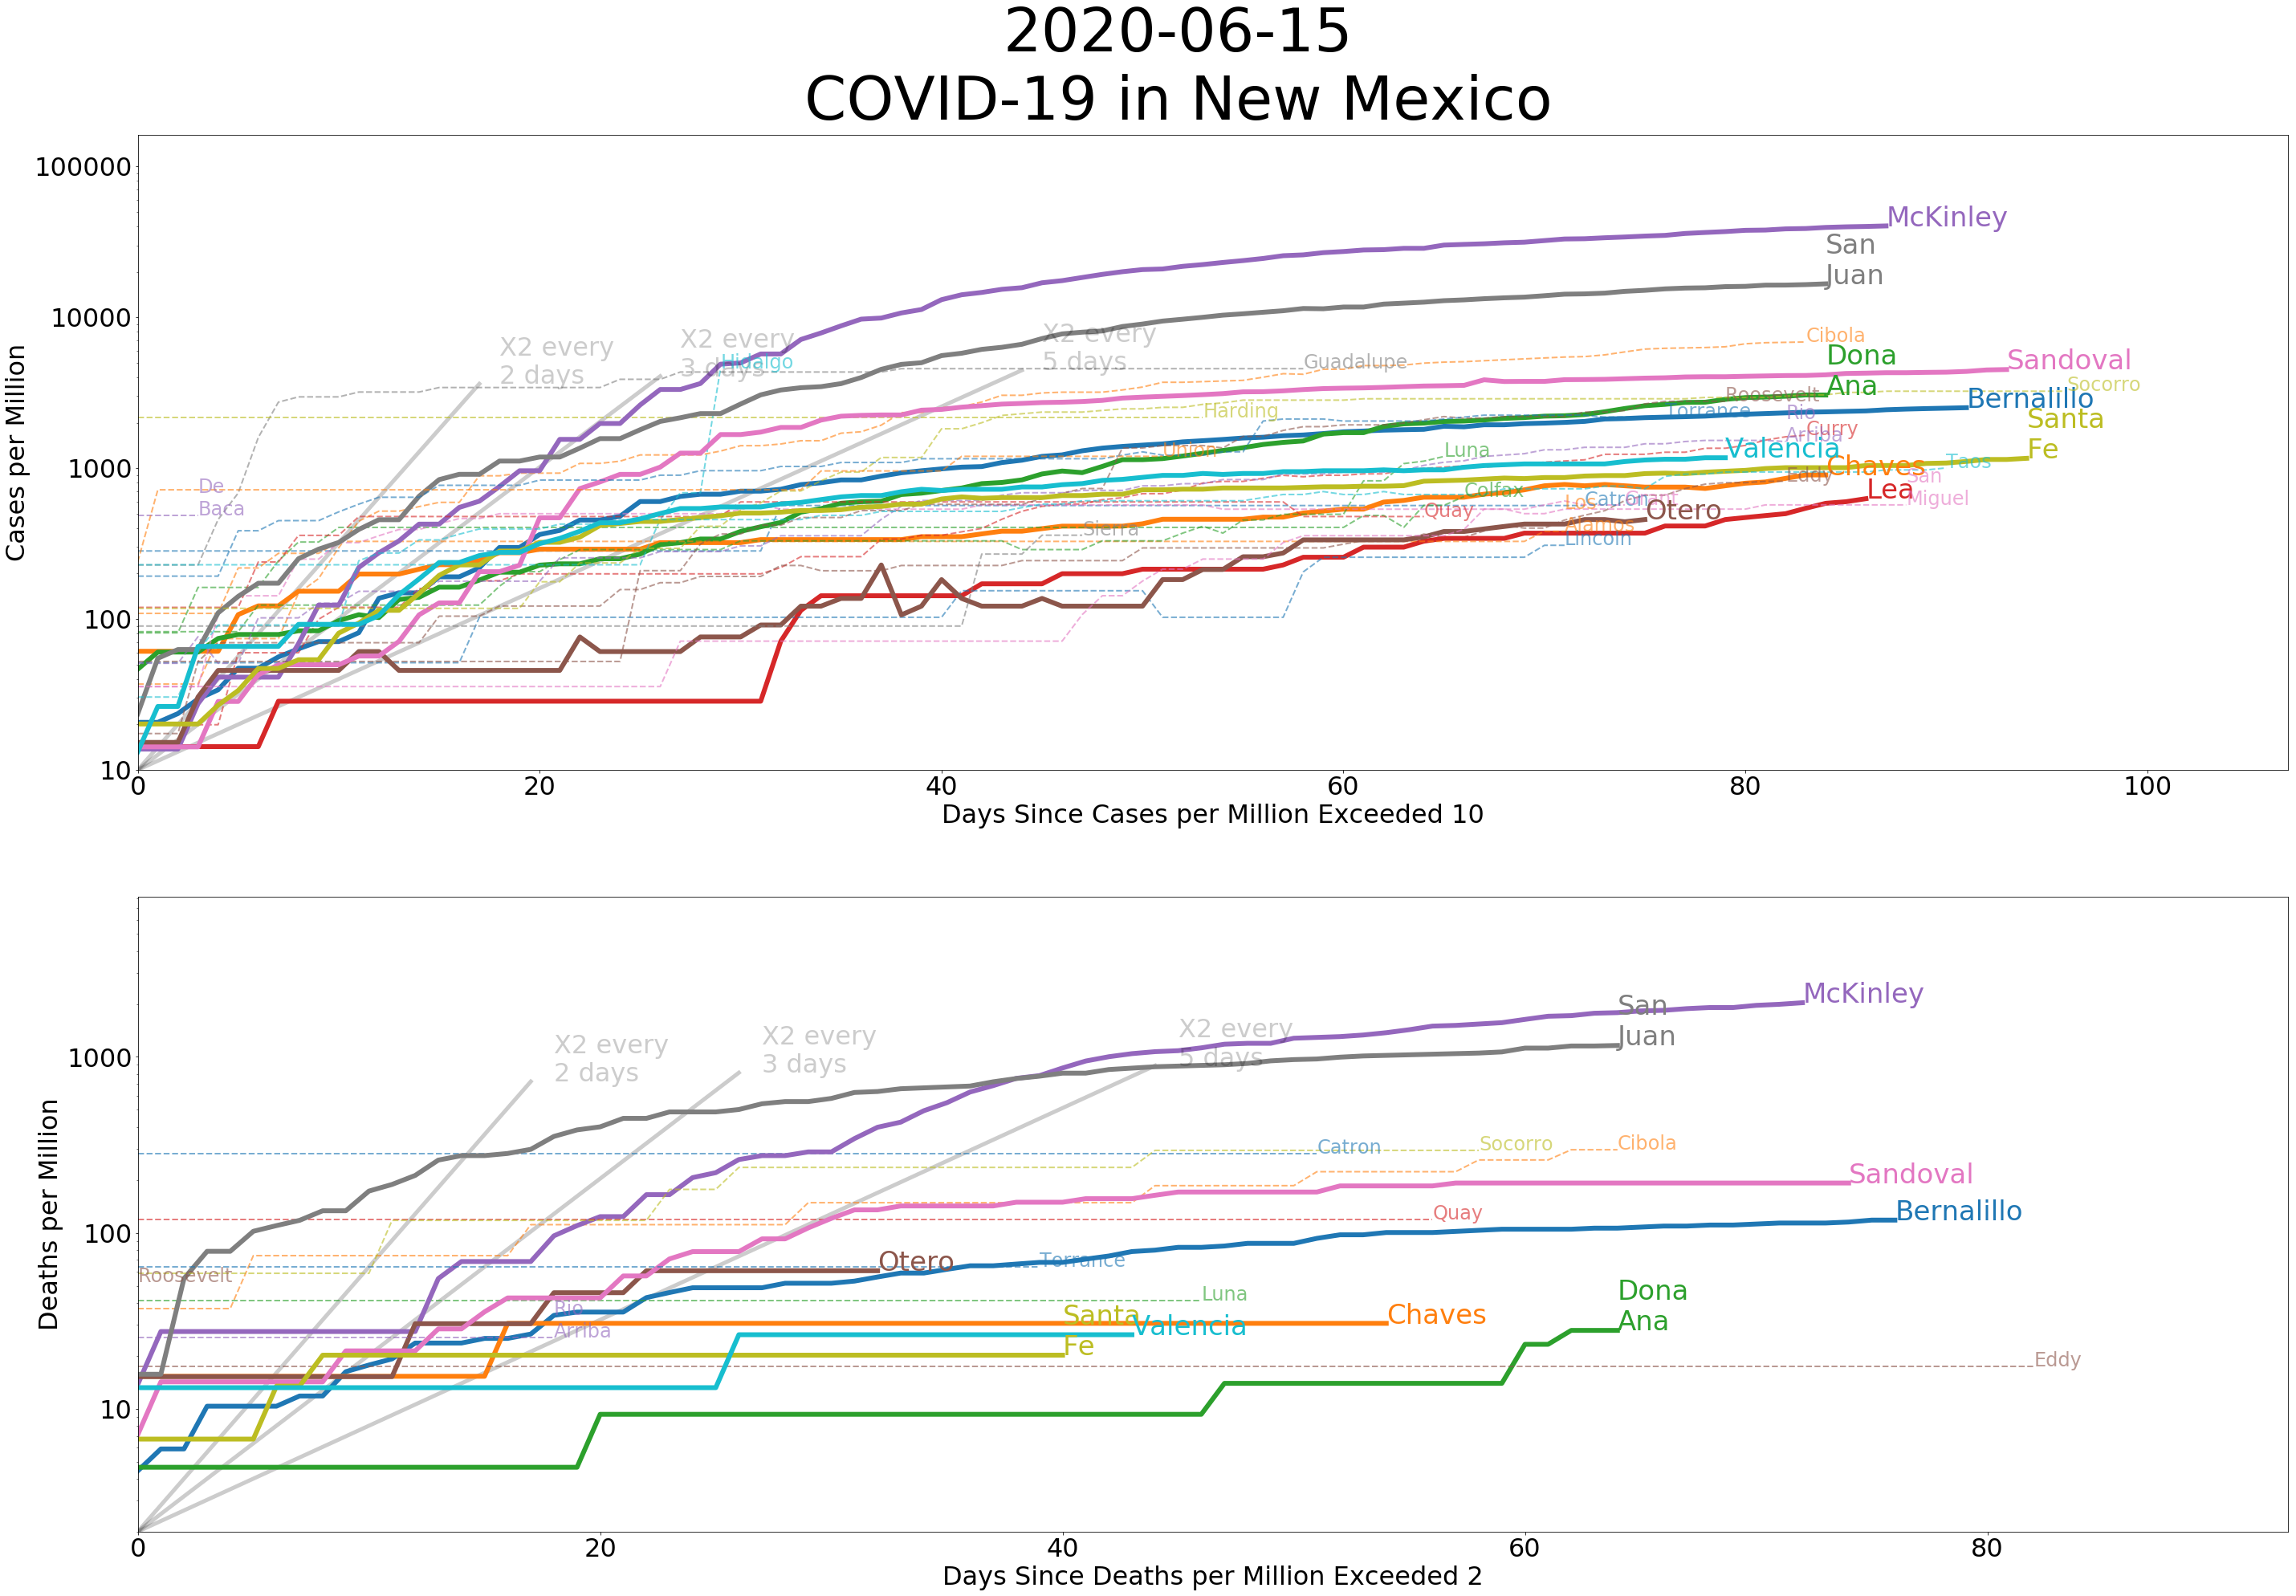 2020-06-15
COVID-19 in New Mexico
100000
10000
1000
100
10
Cases per Million
McKinley
San
Juan
X2 every
2 days
X2 every
3 days
X2 every
5 days
Hidalgo
Guadalupe
Cibola
Dona
Ana
Sandoval
Socorro
Roosevelt
Harding
Torrance
Rio
Arriba
Bernalillo
Santa
Fe
Curry
Luna
Union
Valencia
Taos
Chaves
Eddy
San
Miguel
De
Baca
Colfax
Lea
Los
Alamos
Catron
Grant
Otero
Quay
Sierra
Lincoln
0
20
40
60
80
100
Days Since Cases per Million Exceeded 10
1000
100
10
Deaths per Million
McKinley
San
Juan
X2 every
2 days
X2 every
3 days
X2 every
5 days
Catron
Socorro
Cibola
Sandoval
Quay
Bernalillo
Otero
Torrance
Roosevelt
Luna
Dona
Ana
Rio
Arriba
Santa
Fe
Valencia
Chaves
Eddy
0
20
40
60
80
Days Since Deaths per Million Exceeded 2